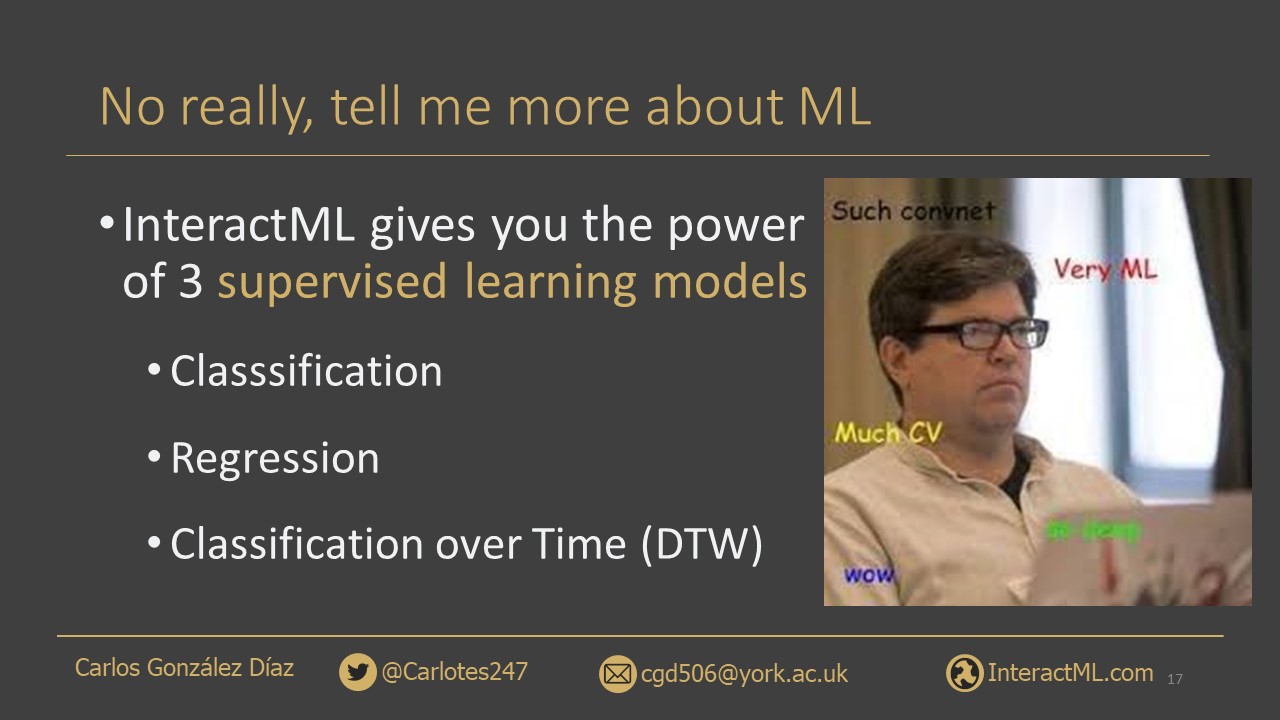 No really, tell me more about ML
•InteractML gives you the power
of 3 supervised learning models
•Classsification
•Regression
•Classification over Time (DTW)
Such convnet
Very ML
Much CV
so deep
wow
Carlos González Díaz
@Carlotes247
cgd506@york.ac.uk
InteractML.com
17